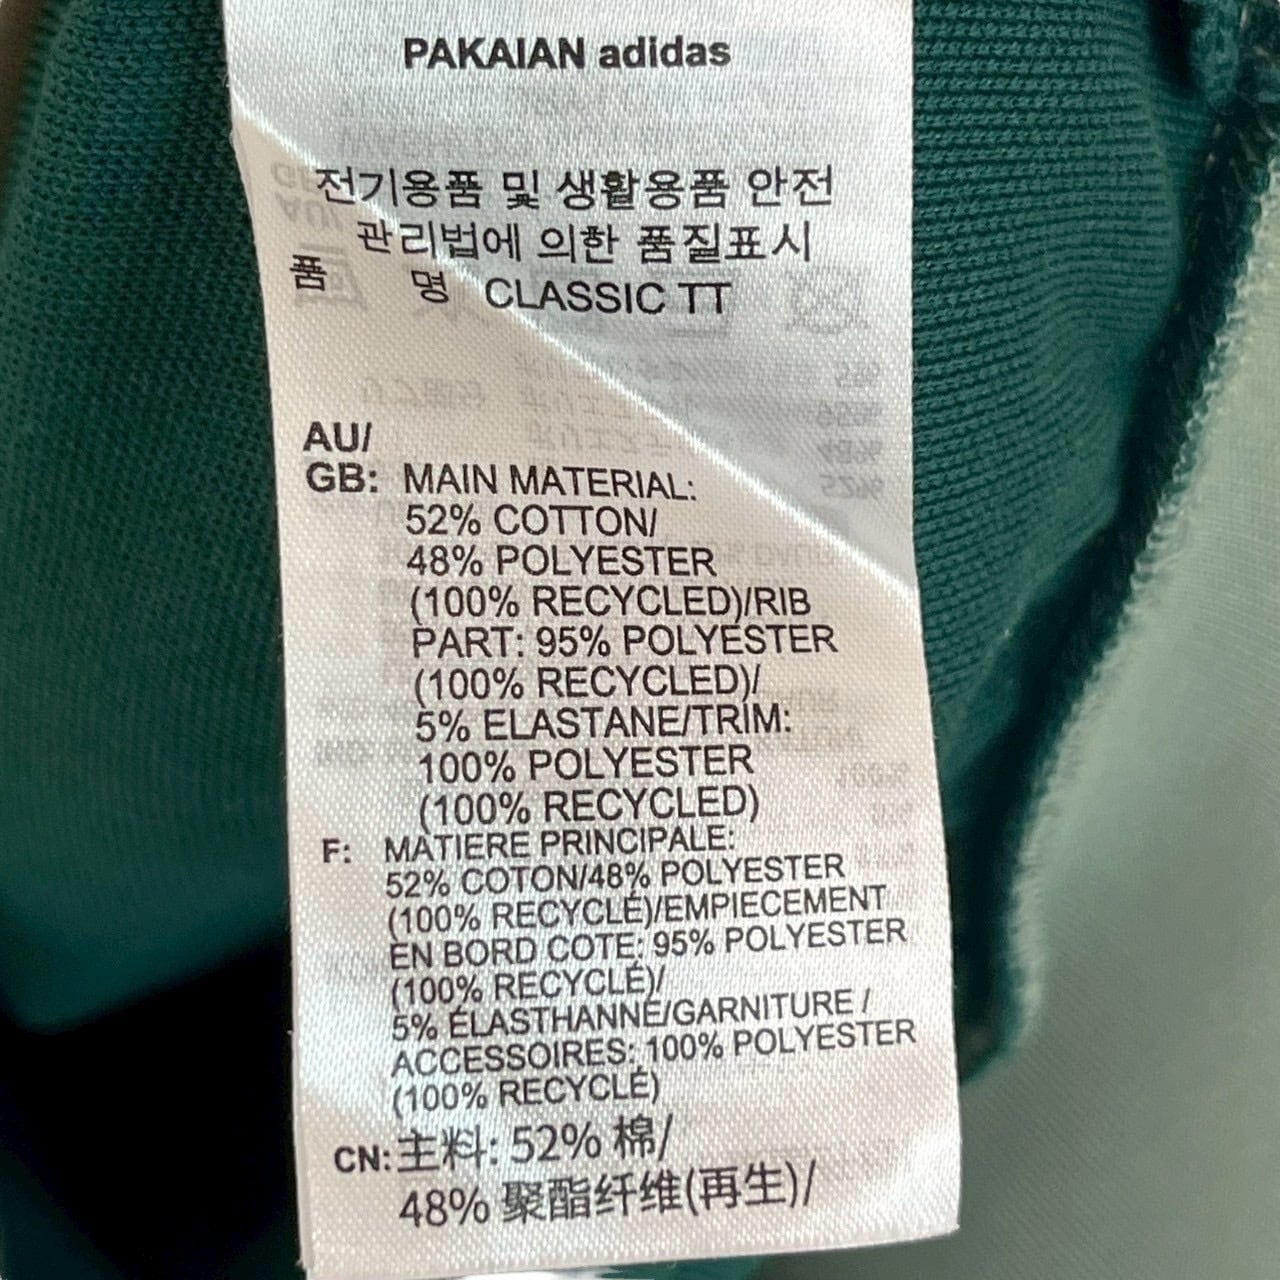 PAKAIAN adidas
전기용품 및 생활용품 안전
관리법에 의한 품질표시
품 명 CLASSIC TT
AU/
GB: MAIN MATERIAL:
52% COTTON/
48% POLYESTER
(100% RECYCLED)/RIB
PART: 95% POLYESTER
(100% RECYCLED)/
5% ELASTANE/TRIM:
100% POLYESTER
(100% RECYCLED)
F: MATIERE PRINCIPALE:
52% COTON/48% POLYESTER
(100% RECYCLÉ)/EMPIECEMENT
EN BORD COTE: 95% POLYESTER
(100% RECYCLÉ)/
5% ÉLASTHANNE/GARNITURE /
ACCESSOIRES: 100% POLYESTER
(100% RECYCLÉ)
CN: 主料: 52% 棉/
48% 聚酯纤维(再生)/